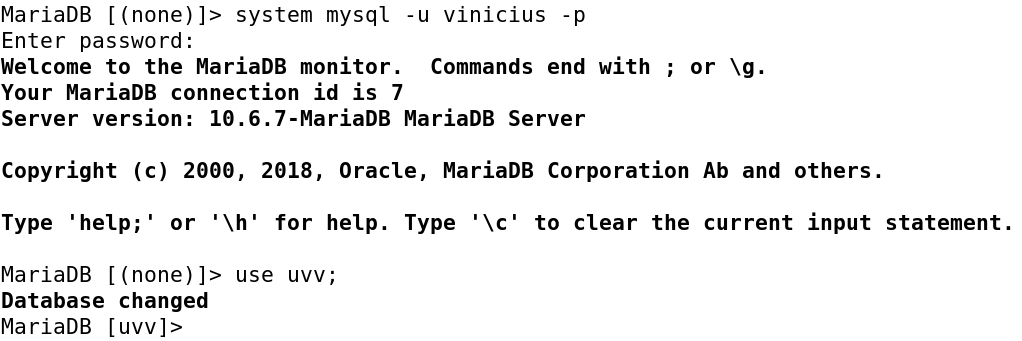 MariaDB [(none)]> system mysql -u vinicius -p
Enter password:
Welcome to the MariaDB monitor.  Commands end with ; or \g.
Your MariaDB connection id is 7
Server version: 10.6.7-MariaDB MariaDB Server
Copyright (c) 2000, 2018, Oracle, MariaDB Corporation Ab and others.
Type 'help;' or '\h' for help. Type '\c' to clear the current input statement.
MariaDB [(none)]> use uvv;
Database changed
MariaDB [uvv]>